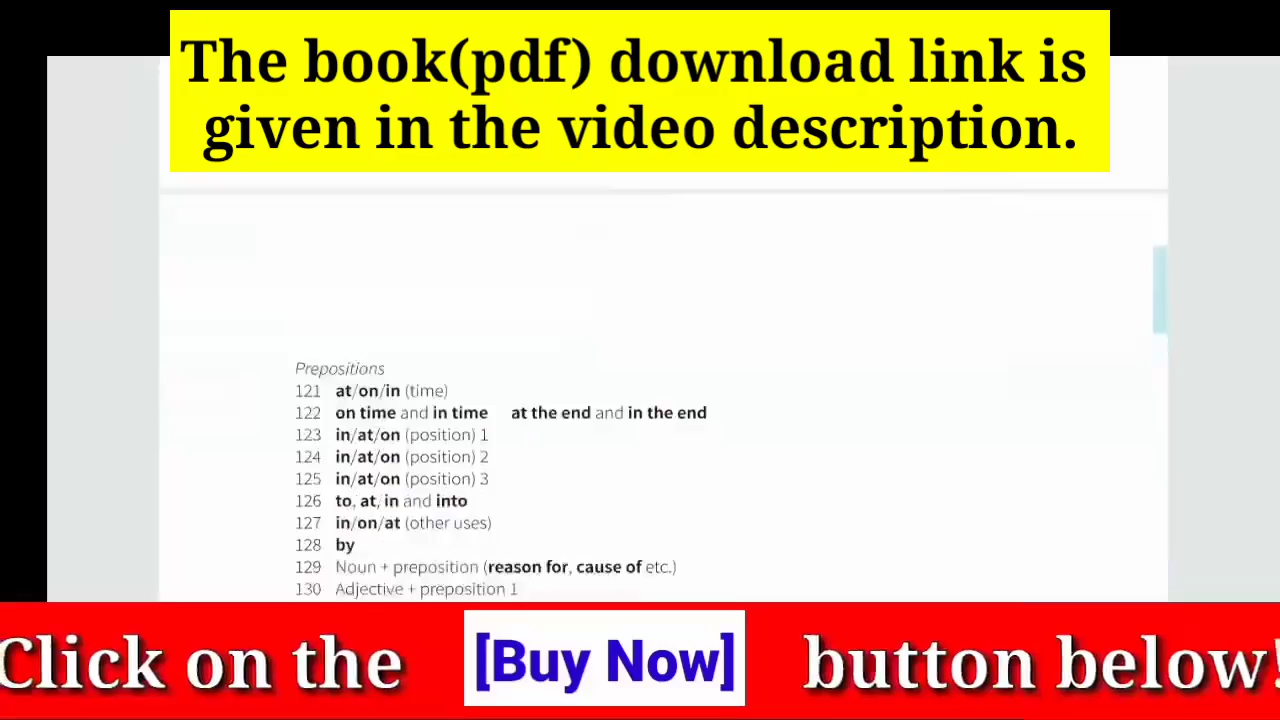 The book(pdf) download link is
given in the video description.
Prepositions
121 at/on/in (time)
122 on time and in time at the end and in the end
123 in/at/on (position) 1
124 in/at/on (position) 2
125 in/at/on (position) 3
126 to, at, in and into
127 in/on/at (other uses)
128 by
129 Noun + preposition (reason for, cause of etc.)
130 Adjective + preposition 1
Click on the [Buy Now] button below!